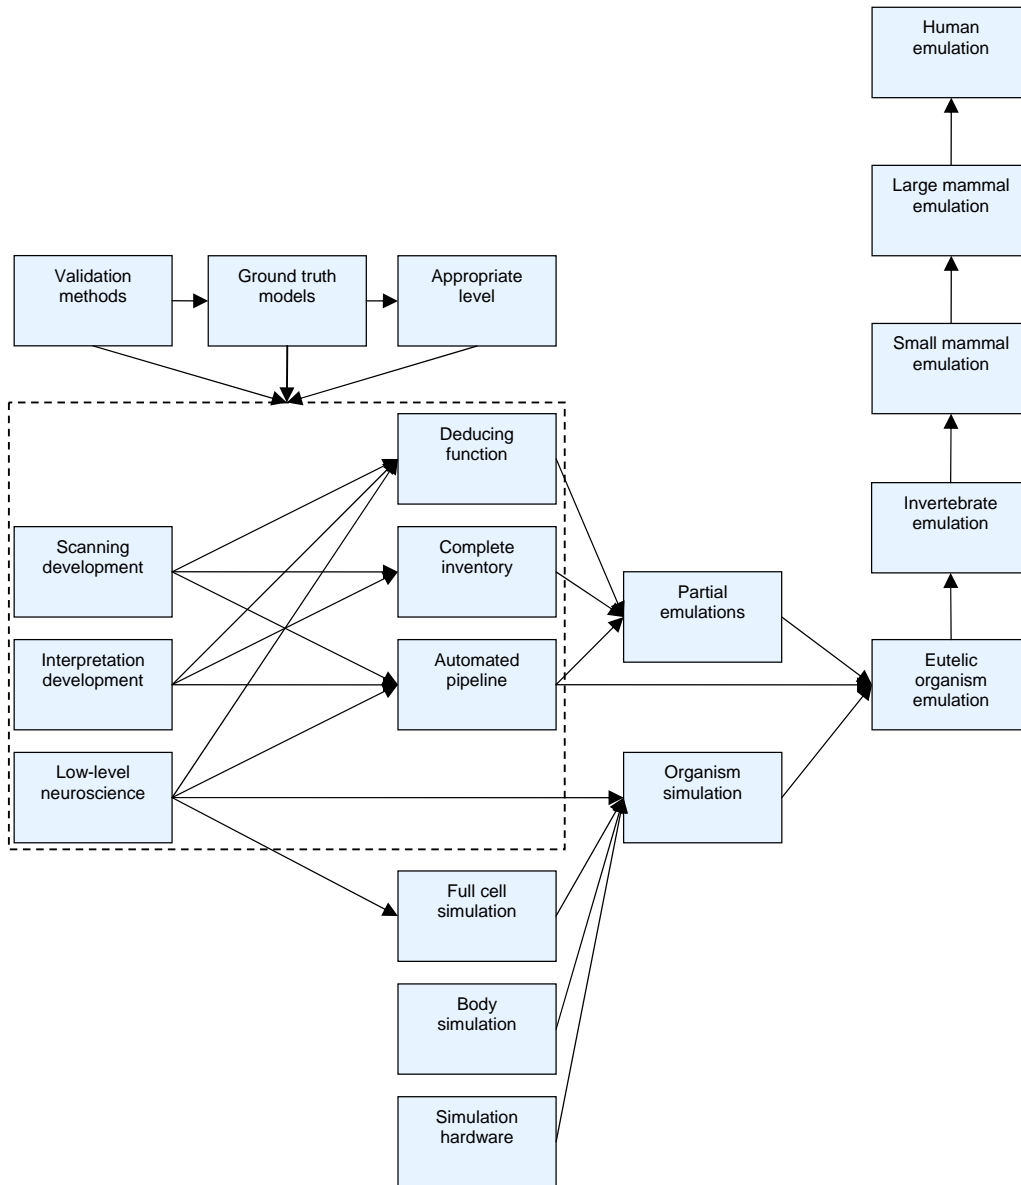 Human
emulation
Large mammal
emulation
Validation
methods
Ground truth
models
Appropriate
level
Small mammal
emulation
Deducing
function
Invertebrate
emulation
Scanning
development
Complete
inventory
Partial
emulations
Interpretation
development
Automated
pipeline
Eutelic
organism
emulation
Low-level
neuroscience
Organism
simulation
Full cell
simulation
Body
simulation
Simulation
hardware